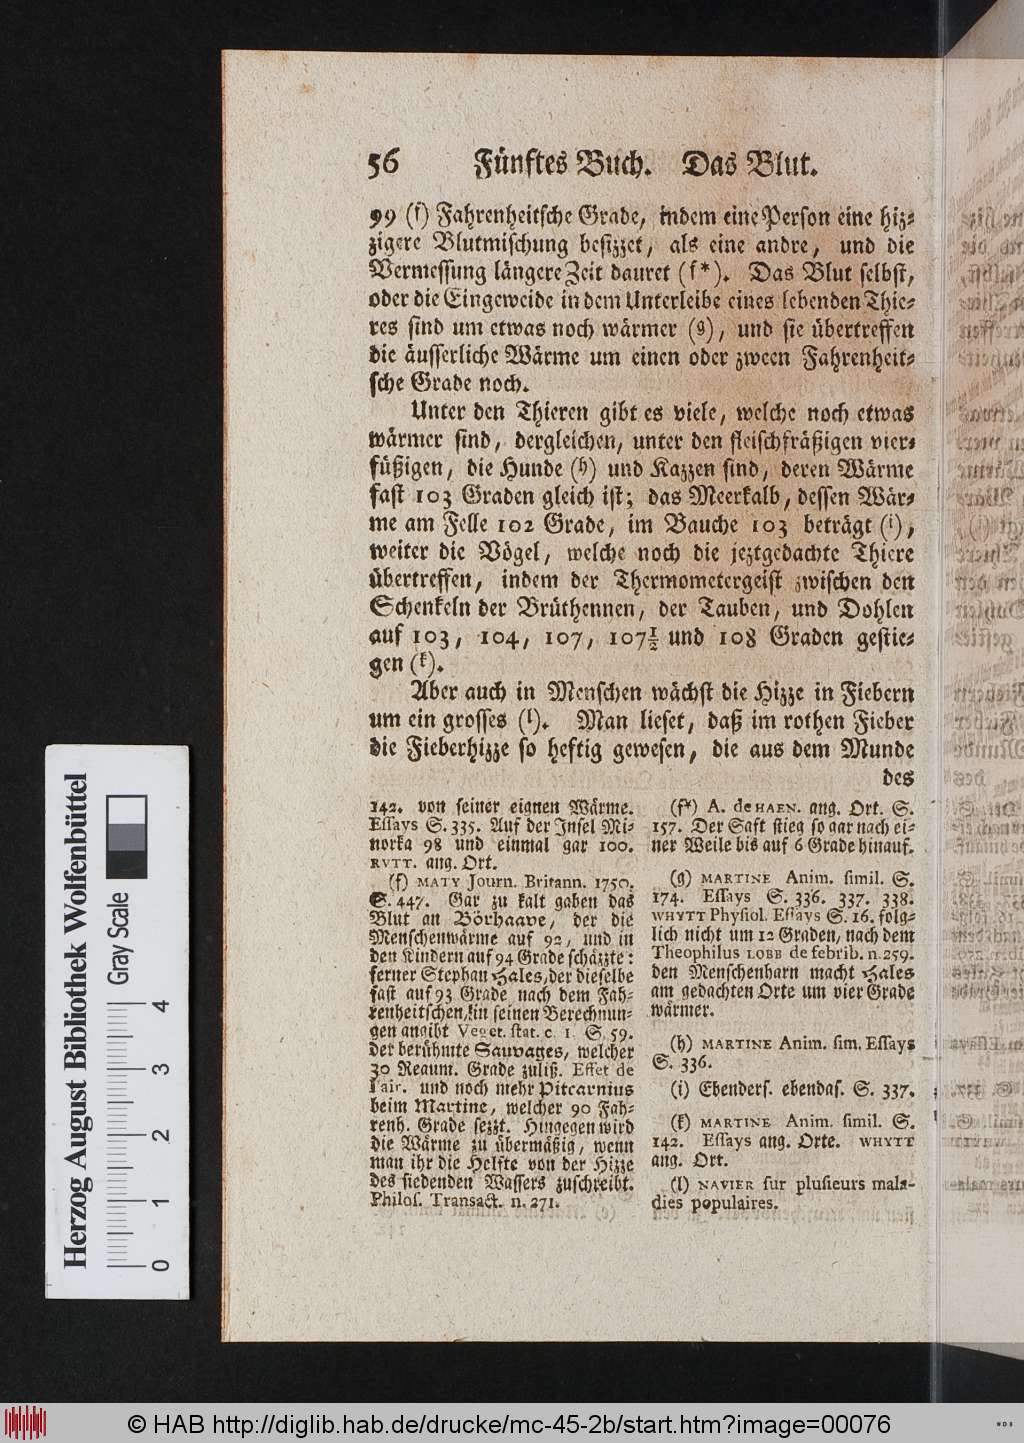 56 Fünftes Buch. Das Blut.
99 (f) Fahrenheitsche Grade, indem eine Person eine hiz-
zigere Blutmischung besizzet, als eine andre, und die
Vermessung längere Zeit dauret (f*). Das Blut selbst,
oder die Eingeweide in dem Unterleibe eines lebenden Thie-
res sind um etwas noch wärmer (g), und sie übertreffen
die äusserliche Wärme um einen oder zween Fahrenheit-
sche Grade noch.
Unter den Thieren gibt es viele, welche noch etwas
wärmer sind, dergleichen, unter den fleischfräßigen vier-
füßigen, die Hunde (h) und Kazzen sind, deren Wärme
fast 103 Graden gleich ist; das Meerkalb, dessen Wär-
me am Felle 102 Grade, im Bauche 103 beträgt (i),
weiter die Vögel, welche noch die jeztgedachte Thiere
übertreffen, indem der Thermometergeist zwischen den
Schenkeln der Brüthennen, der Tauben, und Dohlen
auf 103, 104, 107, 107½ und 108 Graden gestie-
gen (k).
Aber auch in Menschen wächst die Hizze in Fiebern
um ein grosses (l). Man lieset, daß im rothen Fieber
die Fieberhizze so heftig gewesen, die aus dem Munde
des
142. von seiner eignen Wärme.
Essays S. 335. Auf der Insel Mi-
norka 98 und einmal gar 100.
RVTT. ang. Ort.
(f) MATY Journ. Britann. 1750.
S. 447. Gar zu kalt gaben das
Blut an Börhaave, der die
Menschenwärme auf 92, und in
den Kindern auf 94 Grade schäzzte:
ferner Stephan Hales, der dieselbe
fast auf 93 Grade nach dem Fah-
renheitschen, in seinen Berechnun-
gen angibt Veget. stat. c. 1. S. 59.
der berühmte Sauvages, welcher
30 Reaum. Grade zuliß. Effet de
l'air. und noch mehr Pitcarnius
beim Martine, welcher 90 Fah-
renh. Grade sezzt. Hingegen wird
die Wärme zu übermäßig, wenn
man ihr die Helfte von der Hizze
des siedenden Wassers zuschreibt.
Philos. Transact. n. 271.
(f*) A. de HAEN. ang. Ort. S.
157. Der Saft stieg so gar nach ei-
ner Weile bis auf 6 Grade hinauf.
(g) MARTINE Anim. simil. S.
174. Essays S. 336. 337. 338.
WHYTT Physiol. Essays S. 16. folg-
lich nicht um 12 Graden, nach dem
Theophilus LOBB de febrib. n. 259.
den Menschenharn macht Hales
am gedachten Orte um vier Grade
wärmer.
(h) MARTINE Anim. sim. Essays
S. 336.
(i) Ebenders. ebendas. S. 337.
(k) MARTINE Anim. simil. S.
142. Essays ang. Orte. WHYTT
ang. Ort.
(l) NAVIER sur plusieurs mala-
dies populaires.
Herzog August Bibliothek Wolfenbüttel
Gray Scale
0 1 2 3 4
© HAB http://diglib.hab.de/drucke/mc-45-2b/start.htm?image=00076